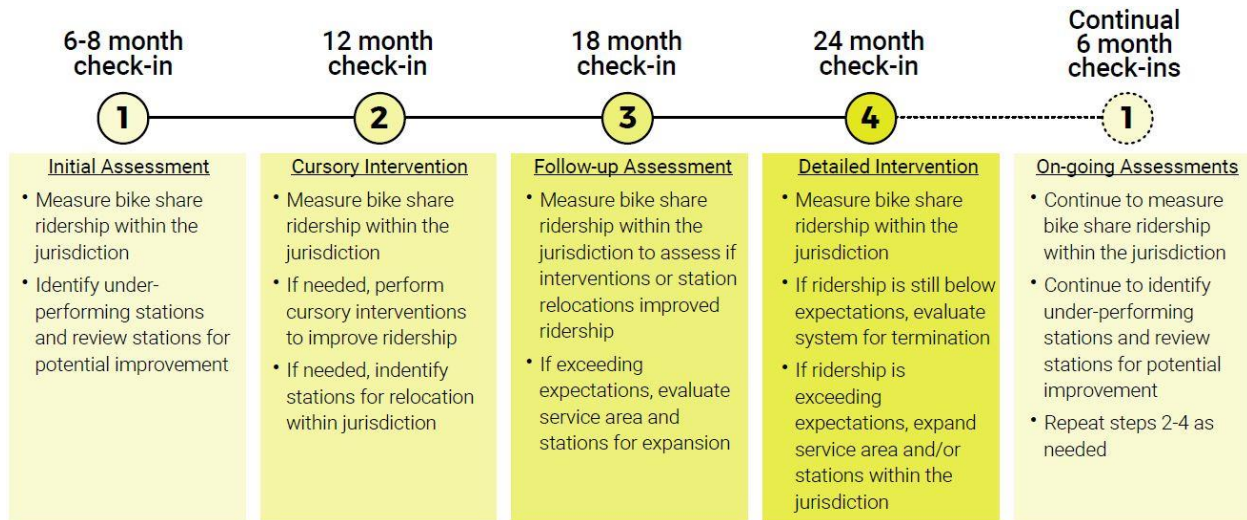 6-8 month
check-in
12 month
check-in
18 month
check-in
24 month
check-in
Continual
6 month
check-ins
1
2
3
4
1
Initial Assessment
• Measure bike share
ridership within the
jurisdiction
• Identify under-
performing stations
and review stations for
potential improvement
Cursory Intervention
• Measure bike share
ridership within the
jurisdiction
• If needed, perform
cursory interventions
to improve ridership
• If needed, indentify
stations for relocation
within jurisdiction
Follow-up Assessment
• Measure bike share
ridership within the
jurisdiction to assess if
interventions or station
relocations improved
ridership
• If exceeding
expectations, evaluate
service area and
stations for expansion
Detailed Intervention
• Measure bike share
ridership within the
jurisdiction
• If ridership is still below
expectations, evaluate
system for termination
• If ridership is
exceeding
expectations, expand
service area and/or
stations within the
jurisdiction
On-going Assessments
• Continue to measure
bike share ridership
within the jurisdiction
• Continue to identify
under-performing
stations and review
stations for potential
improvement
• Repeat steps 2-4 as
needed